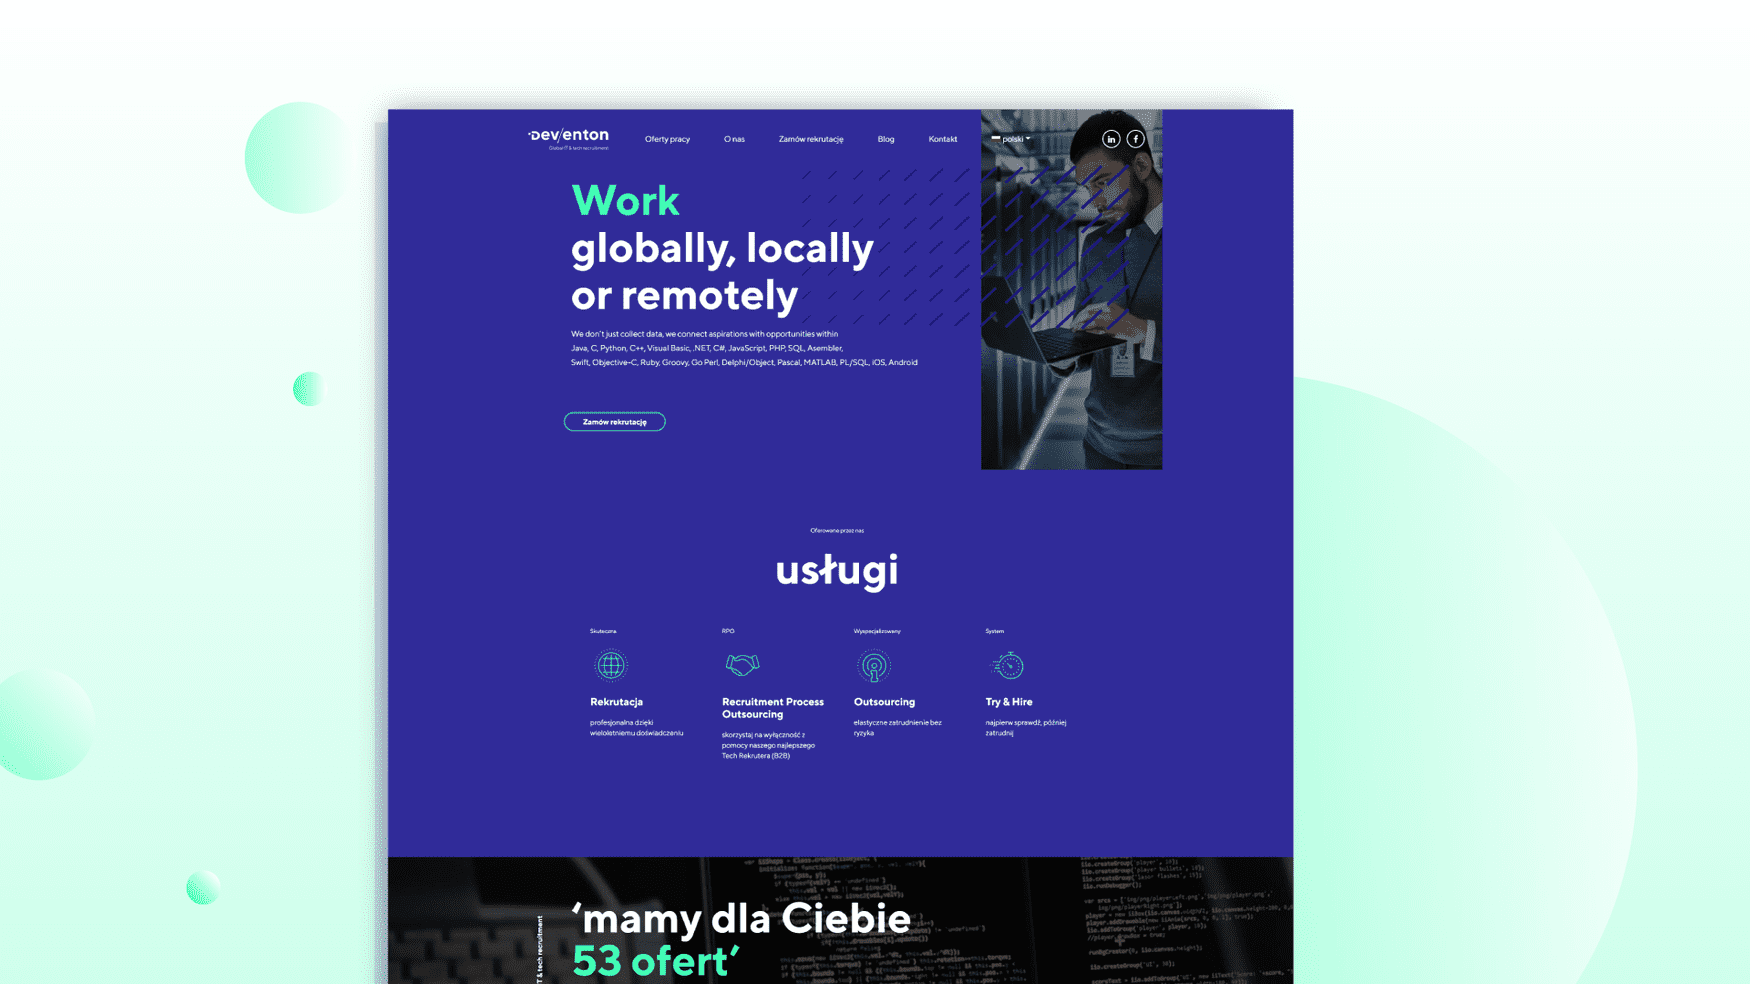 Dev/enton
Global IT & tech recruitment
Oferty pracy
O nas
Zamów rekrutację
Blog
Kontakt
polski
in
f
Work
globally, locally
or remotely
We don't just collect data, we connect aspirations with opportunities within
Java, C, Python, C++, Visual Basic, .NET, C#, JavaScript, PHP, SQL, Asembler,
Swift, Objective-C, Ruby, Groovy, Go Perl, Delphi/Object, Pascal, MATLAB, PL/SQL, iOS, Android
Zamów rekrutację
Oferowane przez nas
usługi
Skuteczna
Rekrutacja
profesjonalna dzięki
wieloletniemu doświadczeniu
RPO
Recruitment Process
Outsourcing
skorzystaj na wyłączność z
pomocy naszego najlepszego
Tech Rekrutera (B2B)
Wyspecjalizowany
Outsourcing
elastyczne zatrudnienie bez
ryzyka
System
Try & Hire
najpierw sprawdź, później
zatrudnij
'mamy dla Ciebie
53 ofert'
T & tech recruitment